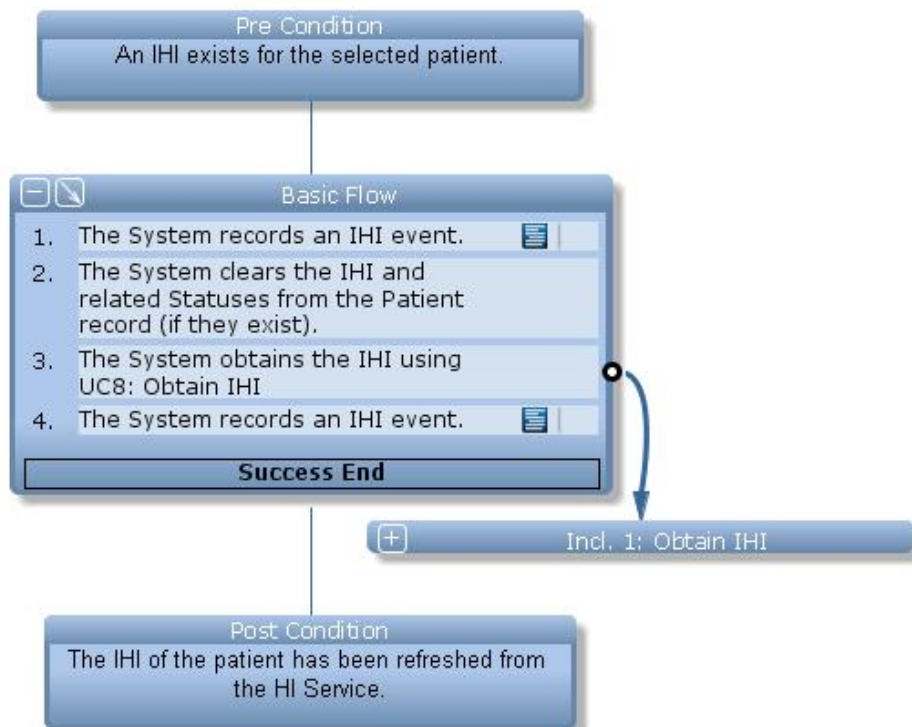 Pre Condition
An IHI exists for the selected patient.
Basic Flow
1. The System records an IHI event.
2. The System clears the IHI and
related Statuses from the Patient
record (if they exist).
3. The System obtains the IHI using
UC8: Obtain IHI
4. The System records an IHI event.
Success End
Incl. 1: Obtain IHI
Post Condition
The IHI of the patient has been refreshed from
the HI Service.